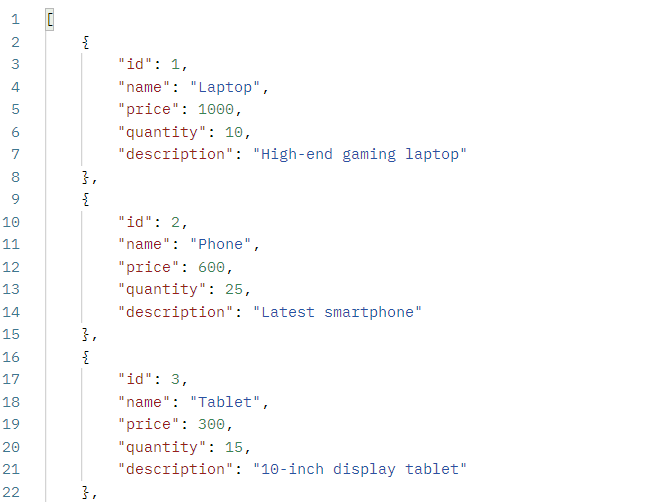 1 [
2     {
3         "id": 1,
4         "name": "Laptop",
5         "price": 1000,
6         "quantity": 10,
7         "description": "High-end gaming laptop"
8     },
9     {
10         "id": 2,
11         "name": "Phone",
12         "price": 600,
13         "quantity": 25,
14         "description": "Latest smartphone"
15     },
16     {
17         "id": 3,
18         "name": "Tablet",
19         "price": 300,
20         "quantity": 15,
21         "description": "10-inch display tablet"
22     },